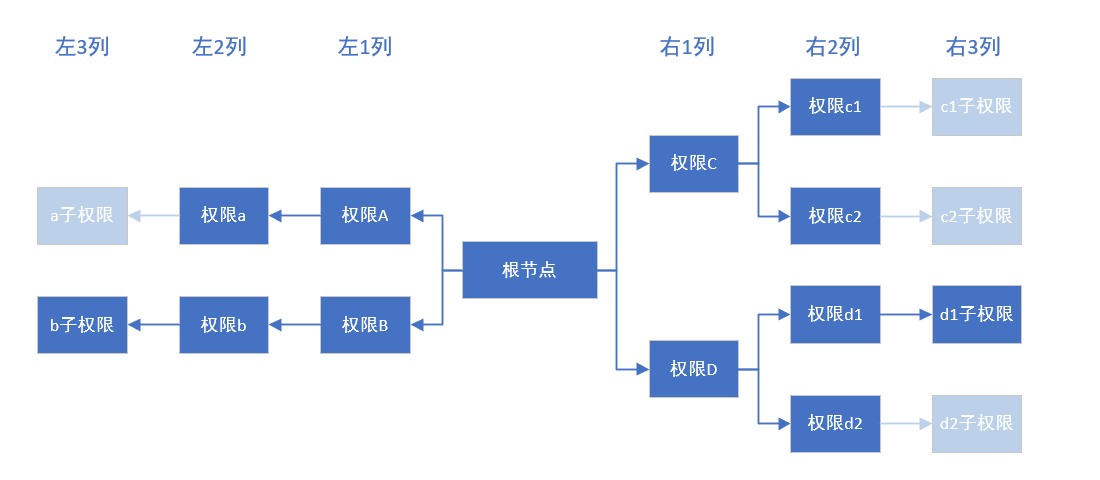 左3列
左2列
左1列
右1列
右2列
右3列
权限c1
c1子权限
权限C
a子权限
权限a
权限A
权限c2
c2子权限
根节点
b子权限
权限b
权限B
权限d1
d1子权限
权限D
权限d2
d2子权限